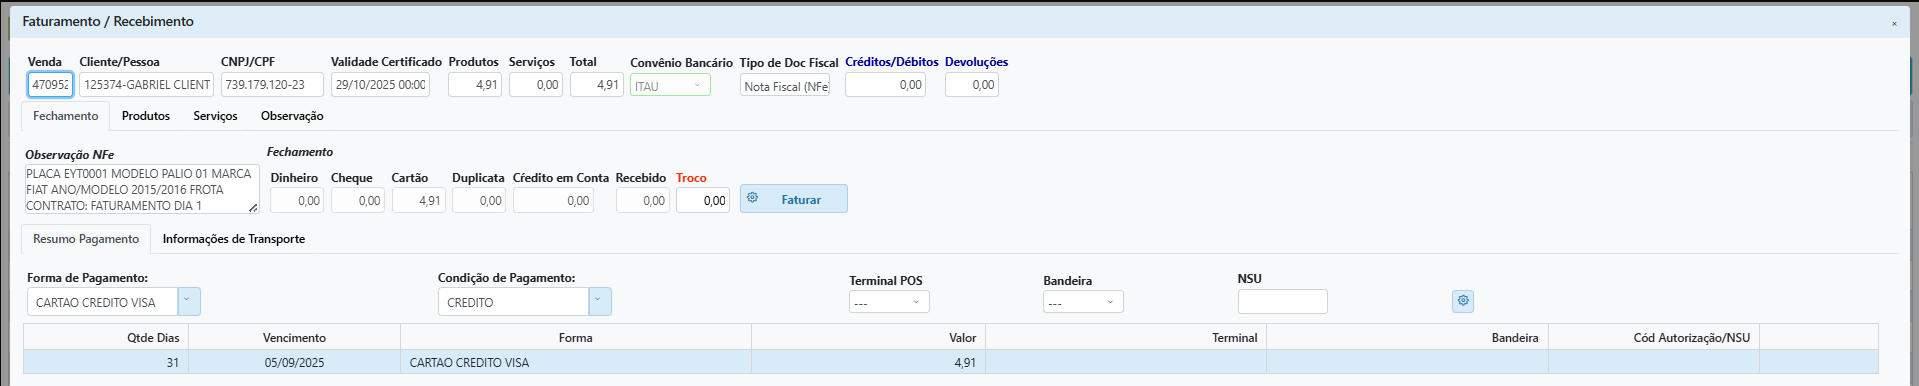 Faturamento / Recebimento
×
Venda Cliente/Pessoa CNPJ/CPF Validade Certificado Produtos Serviços Total Convênio Bancário Tipo de Doc Fiscal Créditos/Débitos Devoluções
470952 125374-GABRIEL CLIENT 739.179.120-23 29/10/2025 00:00 4,91 0,00 4,91 ITAU Nota Fiscal (NFe) 0,00 0,00
Fechamento Produtos Serviços Observação
Observação NFe Fechamento
PLACA EYT0001 MODELO PALIO 01 MARCA
FIAT ANO/MODELO 2015/2016 FROTA
CONTRATO: FATURAMENTO DIA 1
Dinheiro Cheque Cartão Duplicata Cŕedito em Conta Recebido Troco
0,00 0,00 4,91 0,00 0,00 0,00 0,00 Faturar
Resumo Pagamento Informações de Transporte
Forma de Pagamento: Condição de Pagamento: Terminal POS Bandeira NSU
CARTAO CREDITO VISA CREDITO --- ---
Qtde Dias Vencimento Forma Valor Terminal Bandeira Cód Autorização/NSU
31 05/09/2025 CARTAO CREDITO VISA 4,91